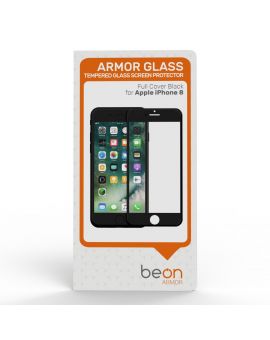 ARMOR GLASS
TEMPERED GLASS SCREEN PROTECTOR
Full Cover Black
for Apple iPhone 8
beon
ARMOR